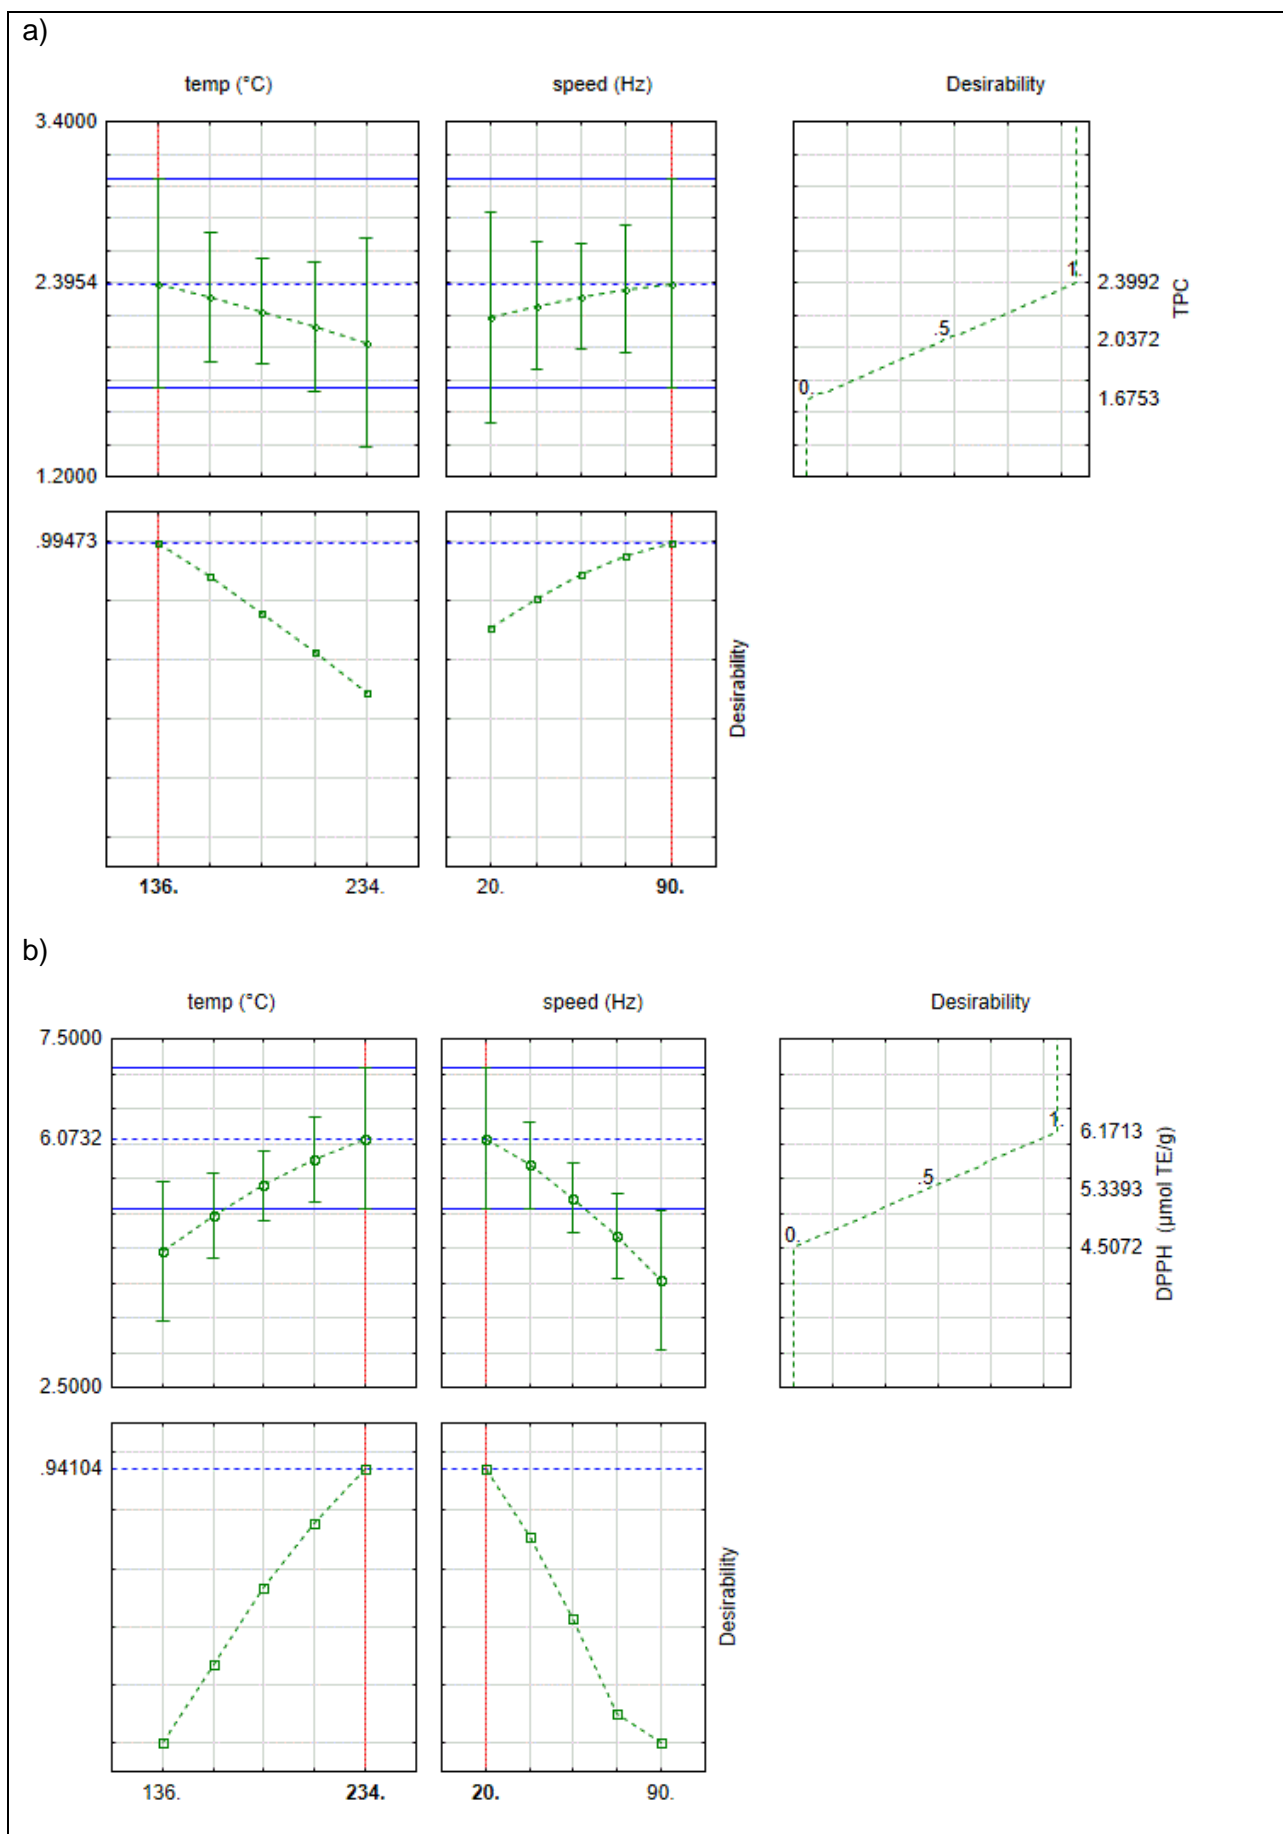 a)
temp (°C) speed (Hz) Desirability
3.4000
2.3954
1.2000
1.
.5
0.
2.3992
2.0372
1.6753
TPC
.99473
Desirability
136. 234. 20. 90.
b)
temp (°C) speed (Hz) Desirability
7.5000
6.0732
2.5000
1.
.5
0.
6.1713
5.3393
4.5072
DPPH (µmol TE/g)
.94104
Desirability
136. 234. 20. 90.